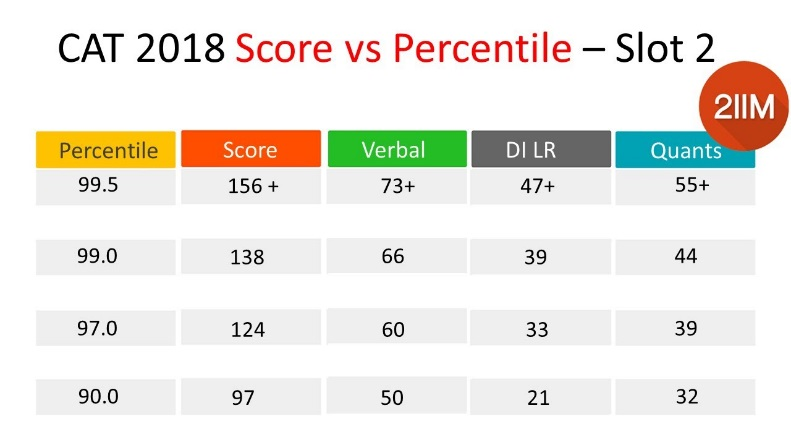 CAT 2018 Score vs Percentile – Slot 2
2IIM
Percentile Score Verbal DI LR Quants
99.5 156 + 73+ 47+ 55+
99.0 138 66 39 44
97.0 124 60 33 39
90.0 97 50 21 32